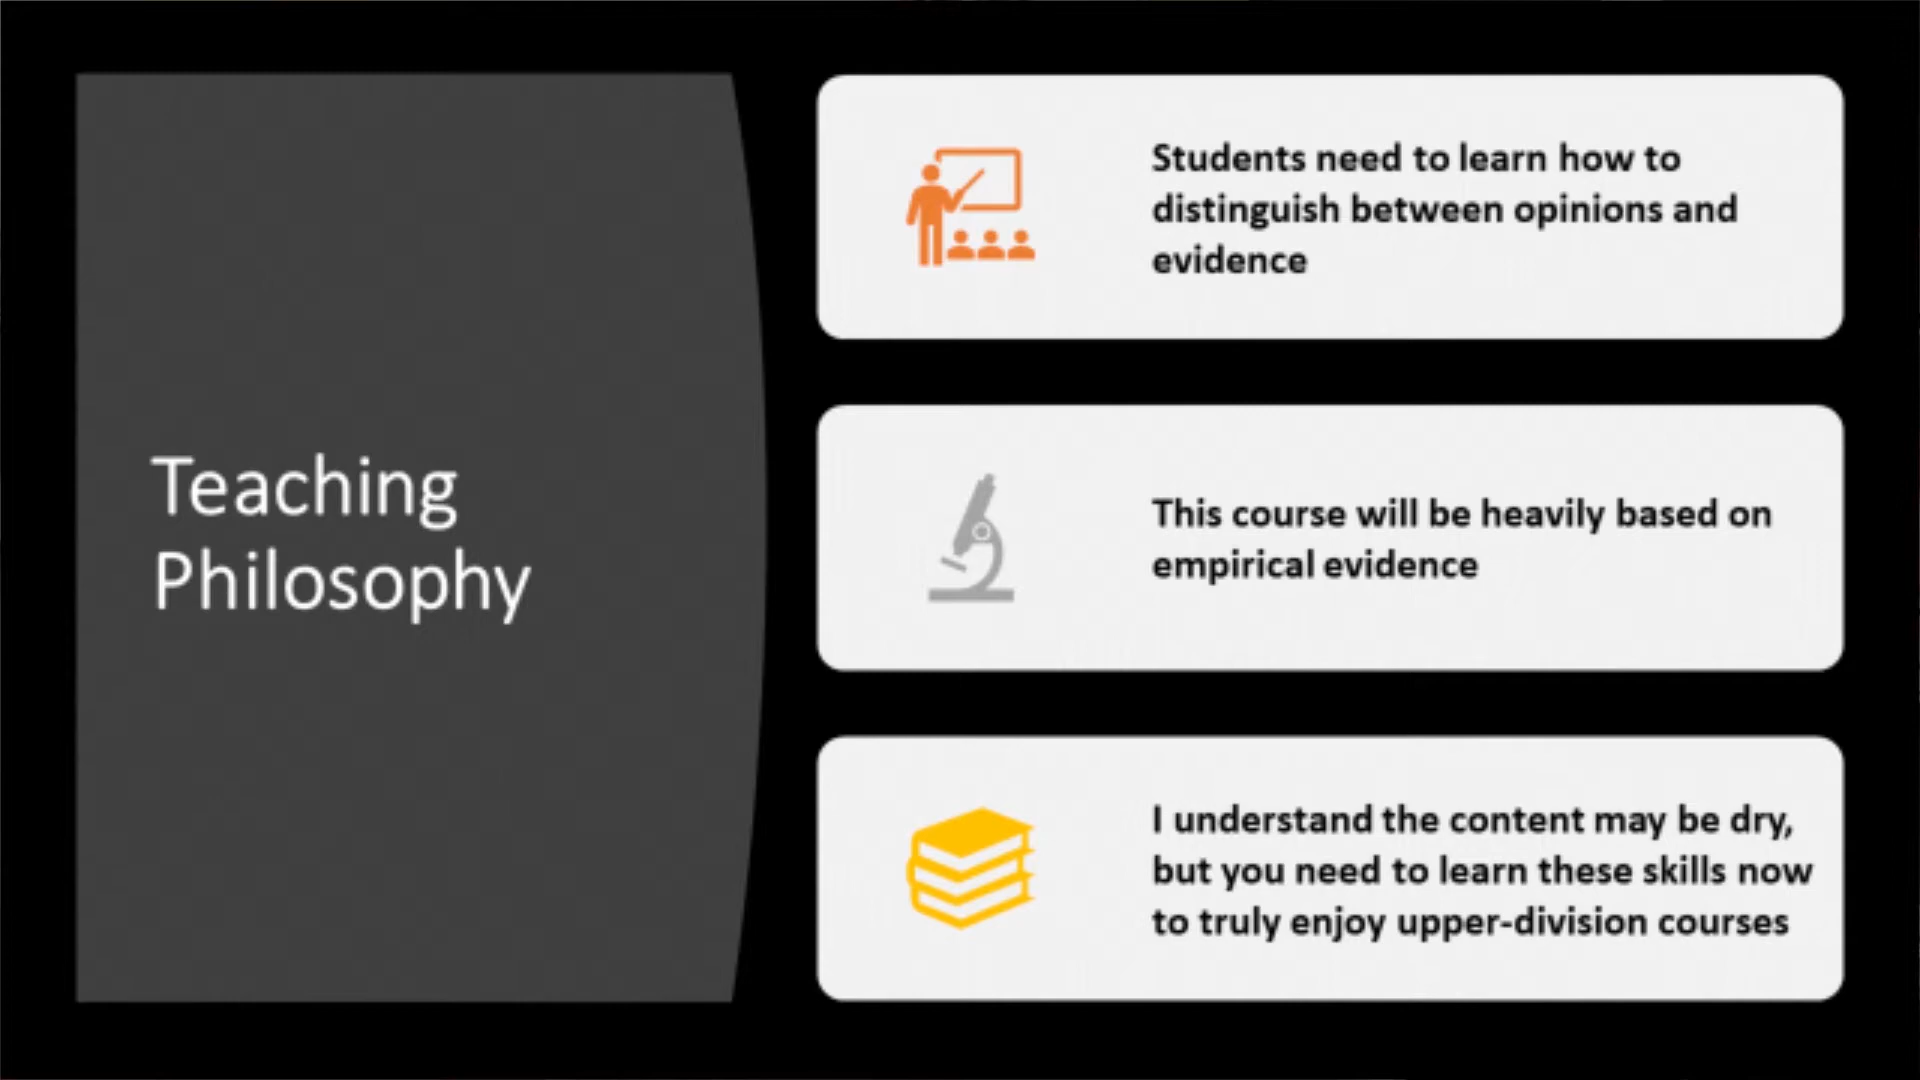 Teaching
Philosophy
Students need to learn how to
distinguish between opinions and
evidence
This course will be heavily based on
empirical evidence
I understand the content may be dry,
but you need to learn these skills now
to truly enjoy upper-division courses